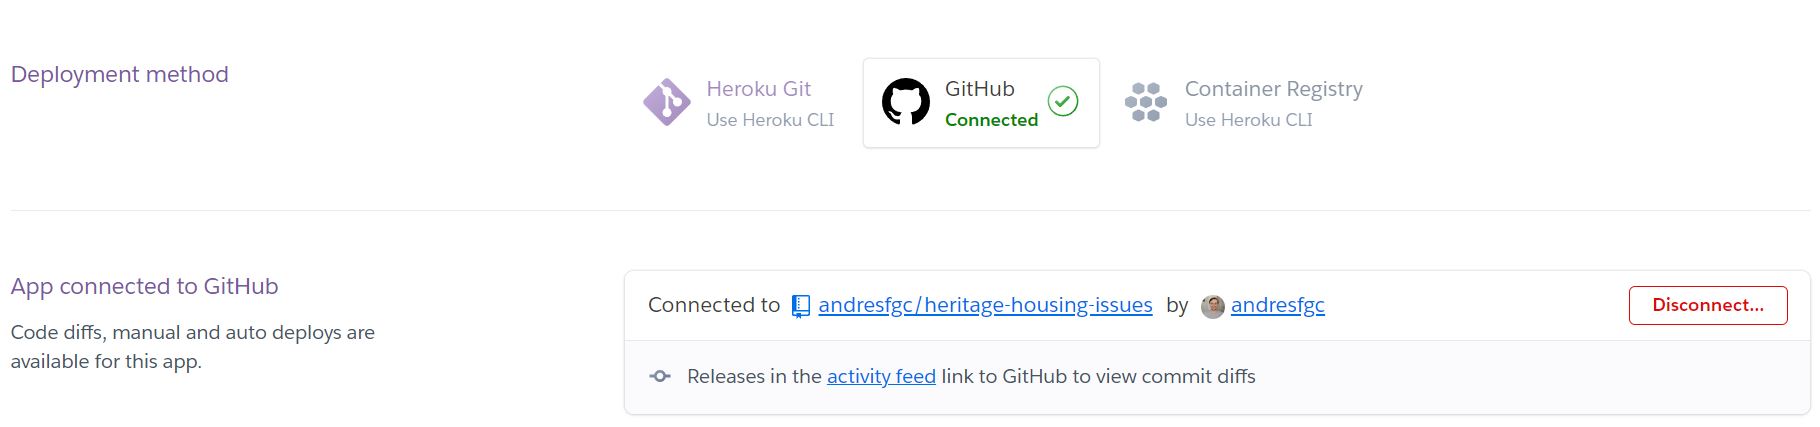 Deployment method
Heroku Git
Use Heroku CLI
GitHub
Connected
Container Registry
Use Heroku CLI
App connected to GitHub
Code diffs, manual and auto deploys are
available for this app.
Connected to andresfgc/heritage-housing-issues by andresfgc
Disconnect...
Releases in the activity feed link to GitHub to view commit diffs